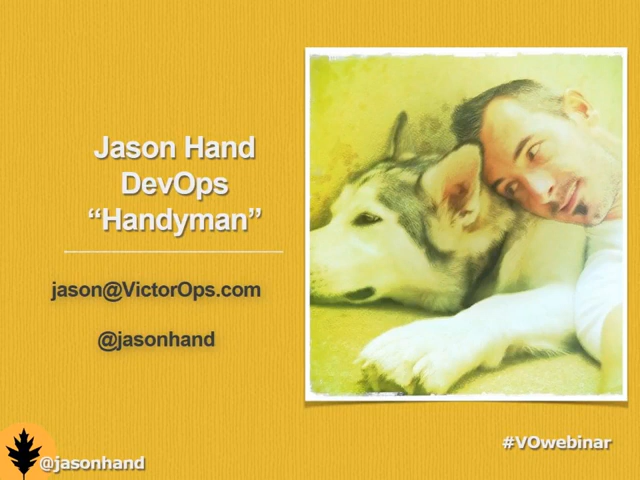 Jason Hand
DevOps
“Handyman”
jason@VictorOps.com
@jasonhand
#VOwebinar
@jasonhand